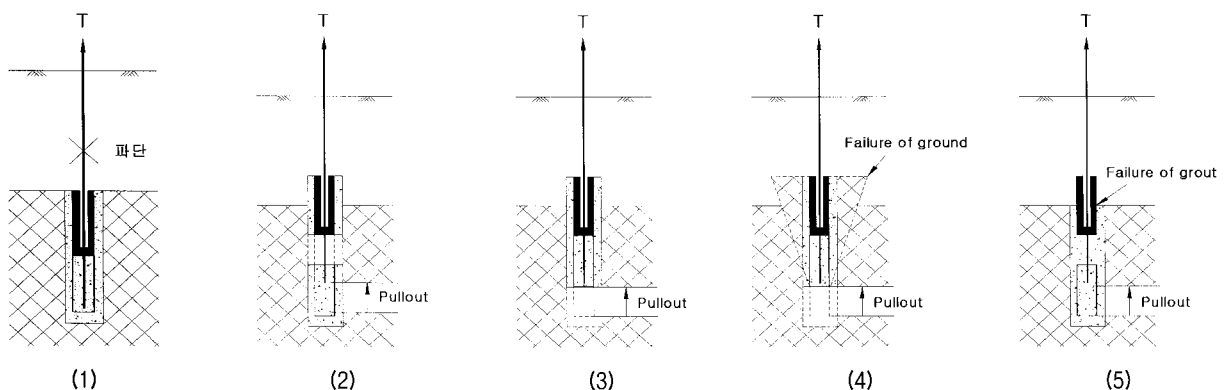 T
T
T
T
T
파단
Failure of ground
Failure of grout
Pullout
Pullout
Pullout
Pullout
(1)
(2)
(3)
(4)
(5)